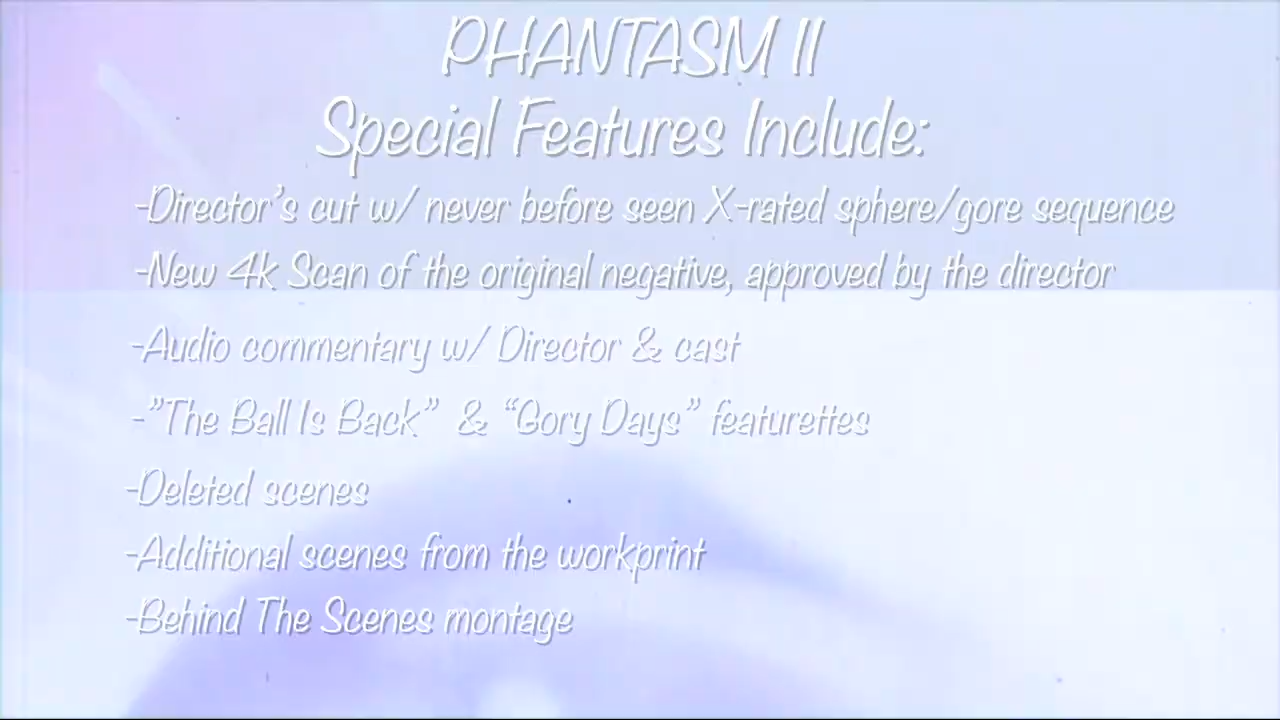 PHANTASM II
Special Features Include:
-Director's cut w/ never before seen X-rated sphere/gore sequence
-New 4k Scan of the original negative, approved by the director
-Audio commentary w/ Director & cast
-"The Ball Is Back" & "Gory Days" featurettes
-Deleted scenes
-Additional scenes from the workprint
-Behind The Scenes montage